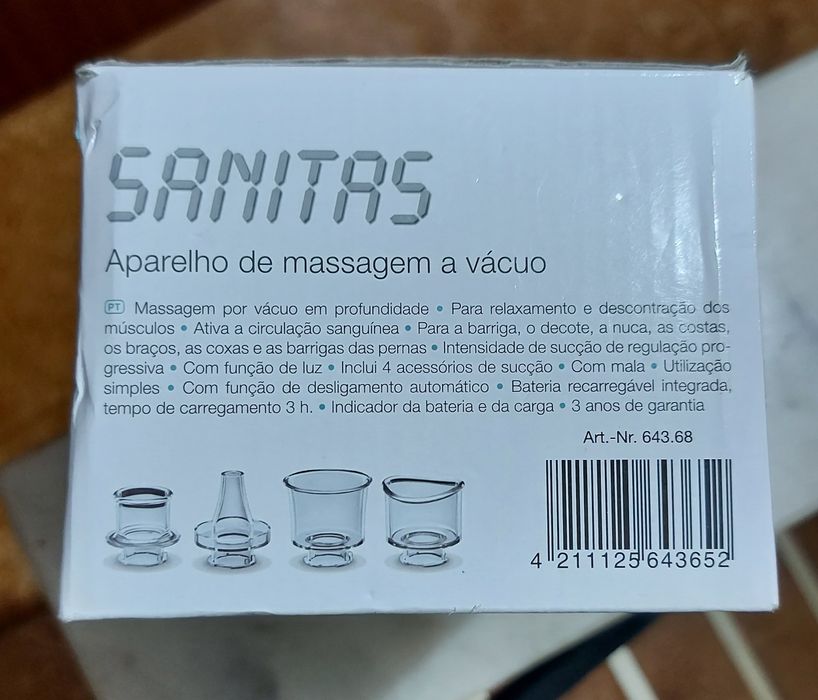 SANITAS
Aparelho de massagem a vácuo
PT Massagem por vácuo em profundidade • Para relaxamento e descontração dos
músculos • Ativa a circulação sanguínea • Para a barriga, o decote, a nuca, as costas,
os braços, as coxas e as barrigas das pernas • Intensidade de sucção de regulação pro-
gressiva • Com função de luz • Inclui 4 acessórios de sucção • Com mala • Utilização
simples • Com função de desligamento automático • Bateria recarregável integrada,
tempo de carregamento 3 h. • Indicador da bateria e da carga • 3 anos de garantia
Art.-Nr. 643.68
4 211125 643652